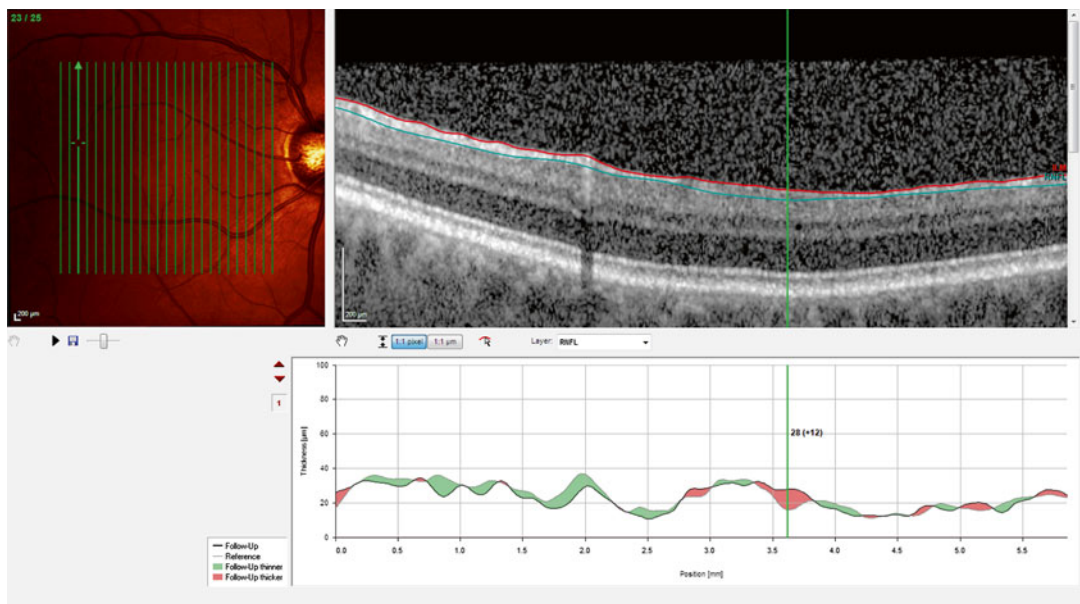 23 / 25
200 µm
200 µm
RNFL
1:1 pixel
1:1 µm
Layer:
RNFL
1
100
80
60
40
20
0
Thickness [µm]
28 (+12)
0.0 0.5 1.0 1.5 2.0 2.5 3.0 3.5 4.0 4.5 5.0 5.5
Position [mm]
Follow-Up
Reference
Follow-Up thinner
Follow-Up thicker